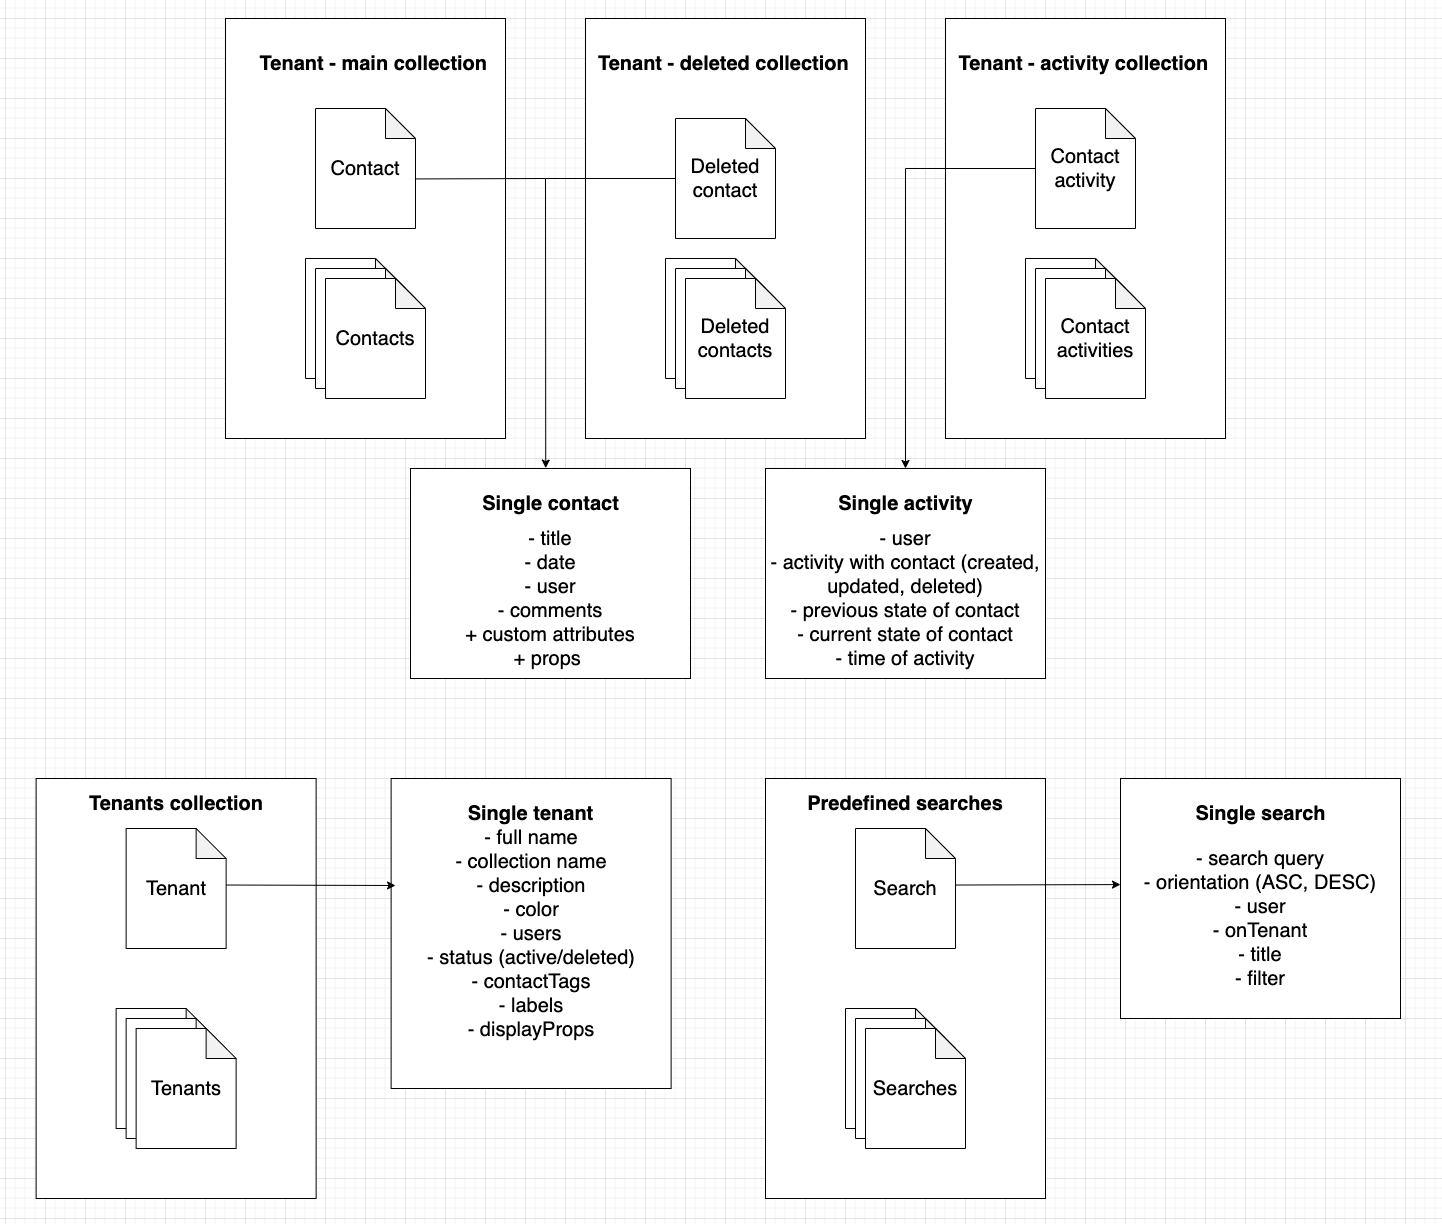 Tenant - main collection
Contact
Contacts
Tenant - deleted collection
Deleted
contact
Deleted
contacts
Tenant - activity collection
Contact
activity
Contact
activities
Single contact
- title
- date
- user
- comments
+ custom attributes
+ props
Single activity
- user
- activity with contact (created,
updated, deleted)
- previous state of contact
- current state of contact
- time of activity
Tenants collection
Tenant
Tenants
Single tenant
- full name
- collection name
- description
- color
- users
- status (active/deleted)
- contactTags
- labels
- displayProps
Predefined searches
Search
Searches
Single search
- search query
- orientation (ASC, DESC)
- user
- onTenant
- title
- filter